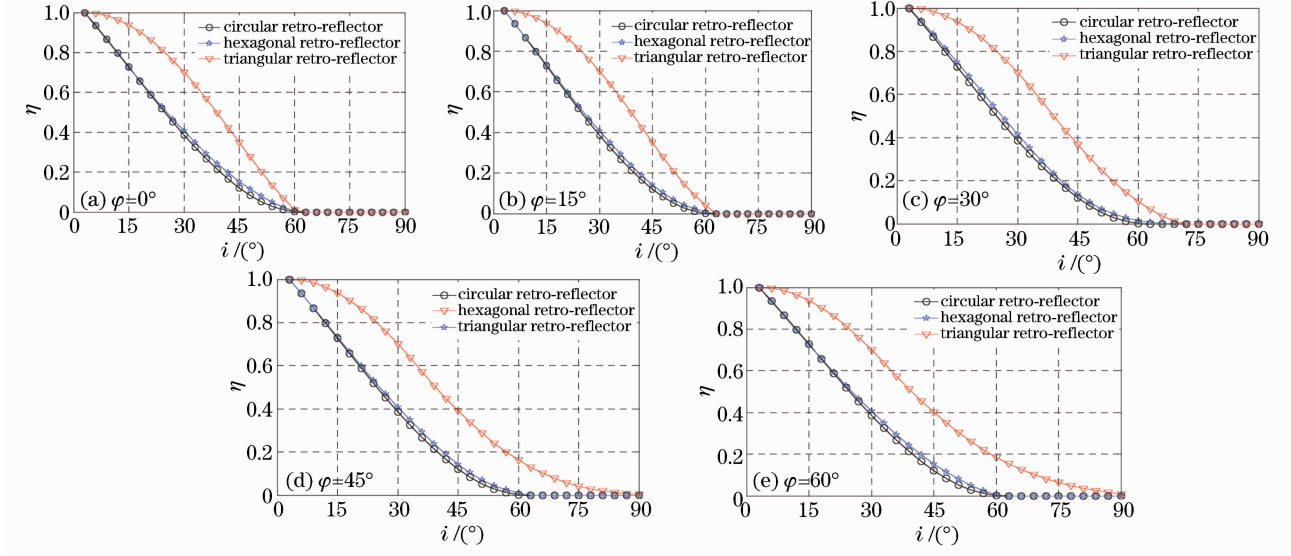 1.0
0.8
0.6
0.4
0.2
0
η
circular retro-reflector
hexagonal retro-reflector
triangular retro-reflector
(a) φ=0°
0 15 30 45 60 75 90
i /(°)
1.0
0.8
0.6
0.4
0.2
0
η
circular retro-reflector
hexagonal retro-reflector
triangular retro-reflector
(b) φ=15°
0 15 30 45 60 75 90
i /(°)
1.0
0.8
0.6
0.4
0.2
0
η
circular retro-reflector
hexagonal retro-reflector
triangular retro-reflector
(c) φ=30°
0 15 30 45 60 75 90
i /(°)
1.0
0.8
0.6
0.4
0.2
0
η
circular retro-reflector
hexagonal retro-reflector
triangular retro-reflector
(d) φ=45°
0 15 30 45 60 75 90
i /(°)
1.0
0.8
0.6
0.4
0.2
0
η
circular retro-reflector
hexagonal retro-reflector
triangular retro-reflector
(e) φ=60°
0 15 30 45 60 75 90
i /(°)